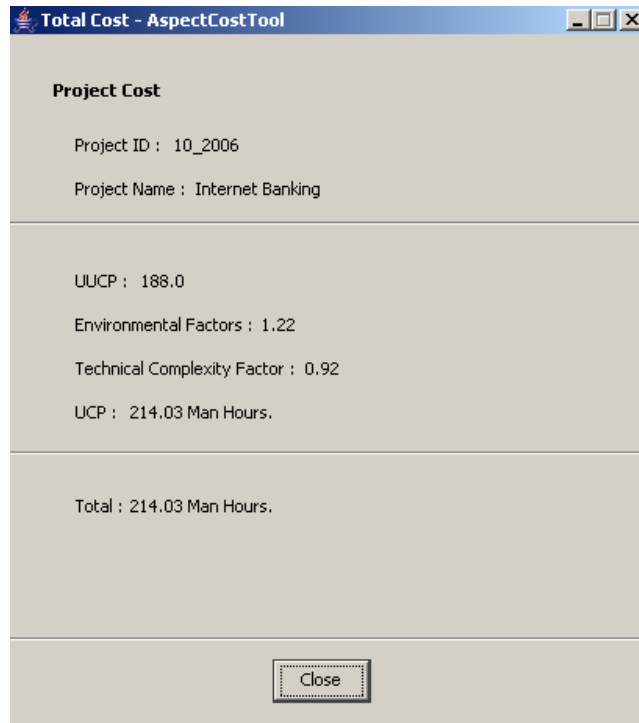 Total Cost - AspectCostTool
Project Cost
Project ID : 10_2006
Project Name : Internet Banking
UUCP : 188.0
Environmental Factors : 1.22
Technical Complexity Factor : 0.92
UCP : 214.03 Man Hours.
Total : 214.03 Man Hours.
Close